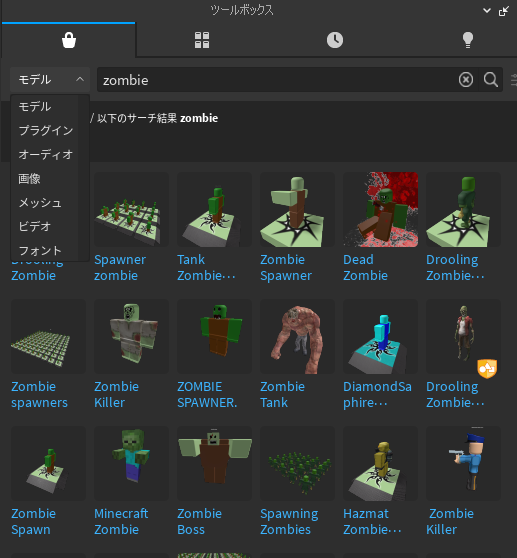 ツールボックス
モデル
zombie
モデル
/ 以下のサーチ結果 zombie
プラグイン
オーディオ
画像
メッシュ
ビデオ
フォント
Drooling
Zombie
Spawner
zombie
Tank
Zombie···
Zombie
Spawner
Dead
Zombie
Drooling
Zombie···
Zombie
spawners
Zombie
Killer
ZOMBIE
SPAWNER.
Zombie
Tank
DiamondSa
phire···
Drooling
Zombie···
Zombie
Spawn
Minecraft
Zombie
Zombie
Boss
Spawning
Zombies
Hazmat
Zombie···
Zombie
Killer